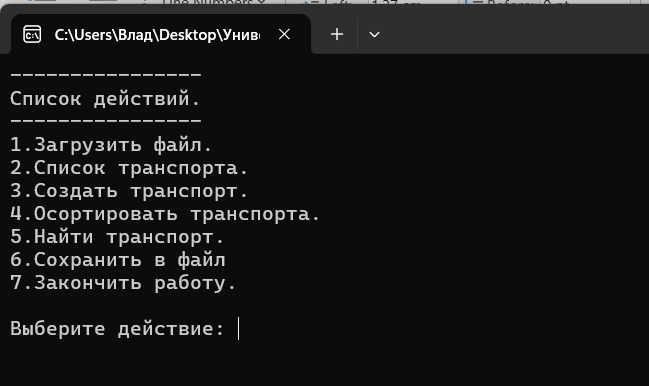 C:\Users\Влад\Desktop\Униве
----------------
Список действий.
----------------
1.Загрузить файл.
2.Список транспорта.
3.Создать транспорт.
4.Осортировать транспорта.
5.Найти транспорт.
6.Сохранить в файл
7.Закончить работу.
Выберите действие: